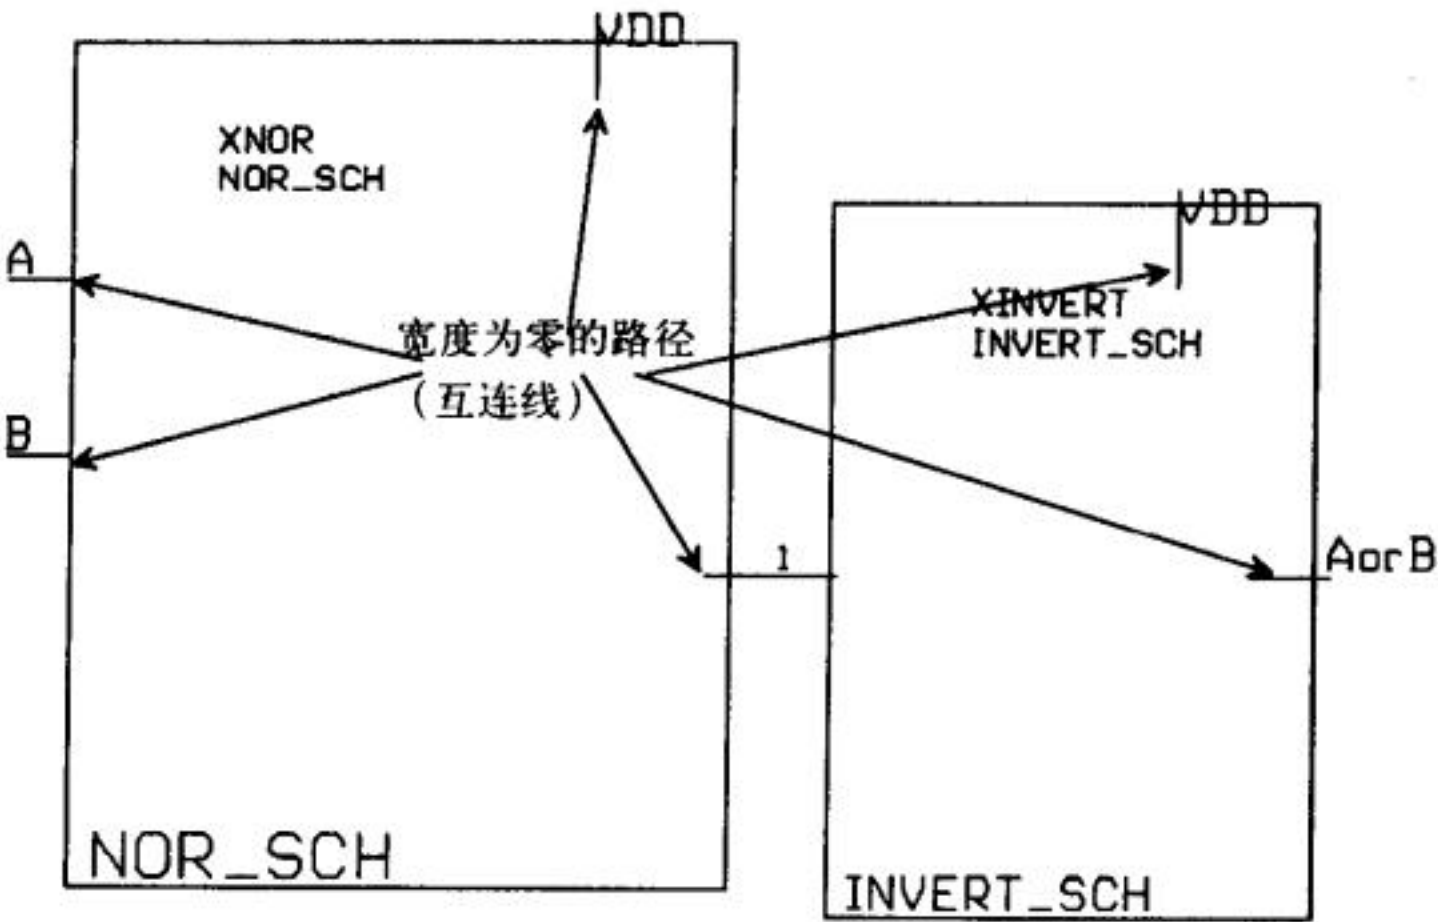 VDD
XNOR
NOR_SCH
VDD
A
XINVERT
INVERT_SCH
宽度为零的路径
(互连线)
B
1
AorB
NOR_SCH
INVERT_SCH